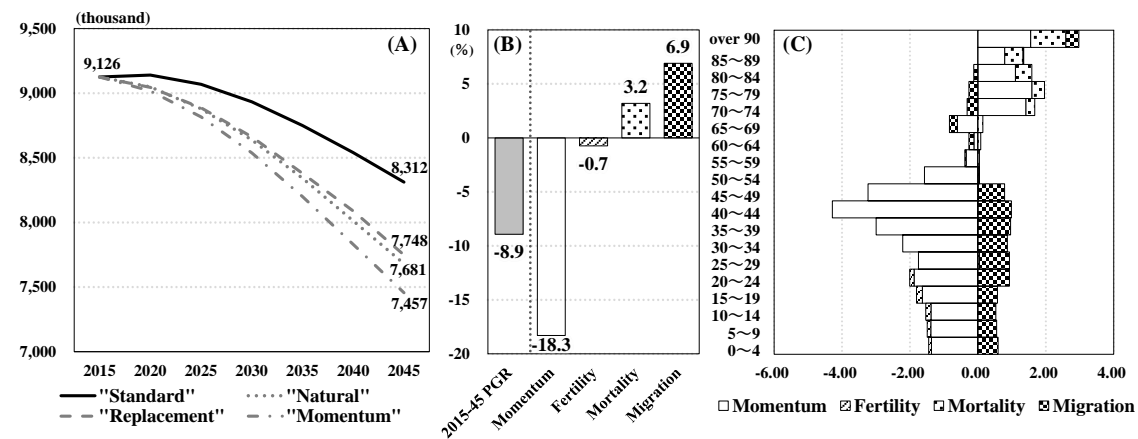 (thousand)
(A)
9,500
9,000
8,500
8,000
7,500
7,000
9,126
8,312
7,748
7,681
7,457
2015 2020 2025 2030 2035 2040 2045
"Standard"
"Natural"
"Replacement"
"Momentum"
(B)
(%)
10
5
0
-5
-10
-15
-20
-8.9
-18.3
-0.7
3.2
6.9
2015-45 PGR
Momentum
Fertility
Mortality
Migration
(C)
over 90
85～89
80～84
75～79
70～74
65～69
60～64
55～59
50～54
45～49
40～44
35～39
30～34
25～29
20～24
15～19
10～14
5～9
0～4
-6.00 -4.00 -2.00 0.00 2.00 4.00
Momentum Fertility Mortality Migration